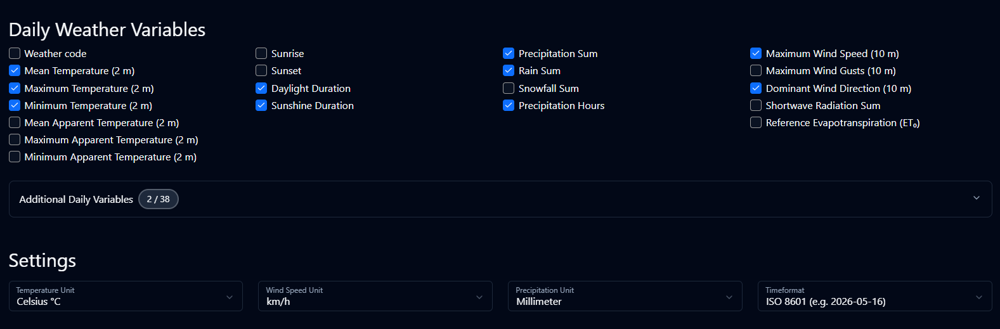 Daily Weather Variables
Weather code
Mean Temperature (2 m)
Maximum Temperature (2 m)
Minimum Temperature (2 m)
Mean Apparent Temperature (2 m)
Maximum Apparent Temperature (2 m)
Minimum Apparent Temperature (2 m)
Sunrise
Sunset
Daylight Duration
Sunshine Duration
Precipitation Sum
Rain Sum
Snowfall Sum
Precipitation Hours
Maximum Wind Speed (10 m)
Maximum Wind Gusts (10 m)
Dominant Wind Direction (10 m)
Shortwave Radiation Sum
Reference Evapotranspiration (ET₀)
Additional Daily Variables 2 / 38
Settings
Temperature Unit
Celsius °C
Wind Speed Unit
km/h
Precipitation Unit
Millimeter
Timeformat
ISO 8601 (e.g. 2026-05-16)